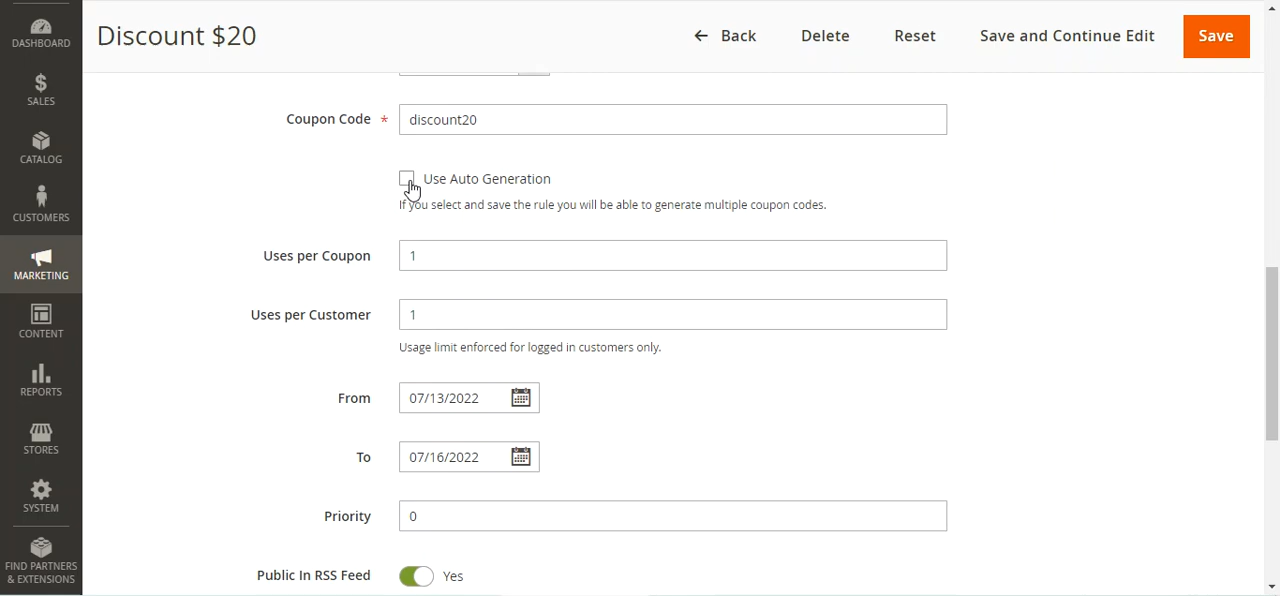 Discount $20
Back
Delete
Reset
Save and Continue Edit
Save
DASHBOARD
SALES
CATALOG
CUSTOMERS
MARKETING
CONTENT
REPORTS
STORES
SYSTEM
FIND PARTNERS
& EXTENSIONS
Coupon Code * discount20
Use Auto Generation
If you select and save the rule you will be able to generate multiple coupon codes.
Uses per Coupon 1
Uses per Customer 1
Usage limit enforced for logged in customers only.
From 07/13/2022
To 07/16/2022
Priority 0
Public In RSS Feed Yes